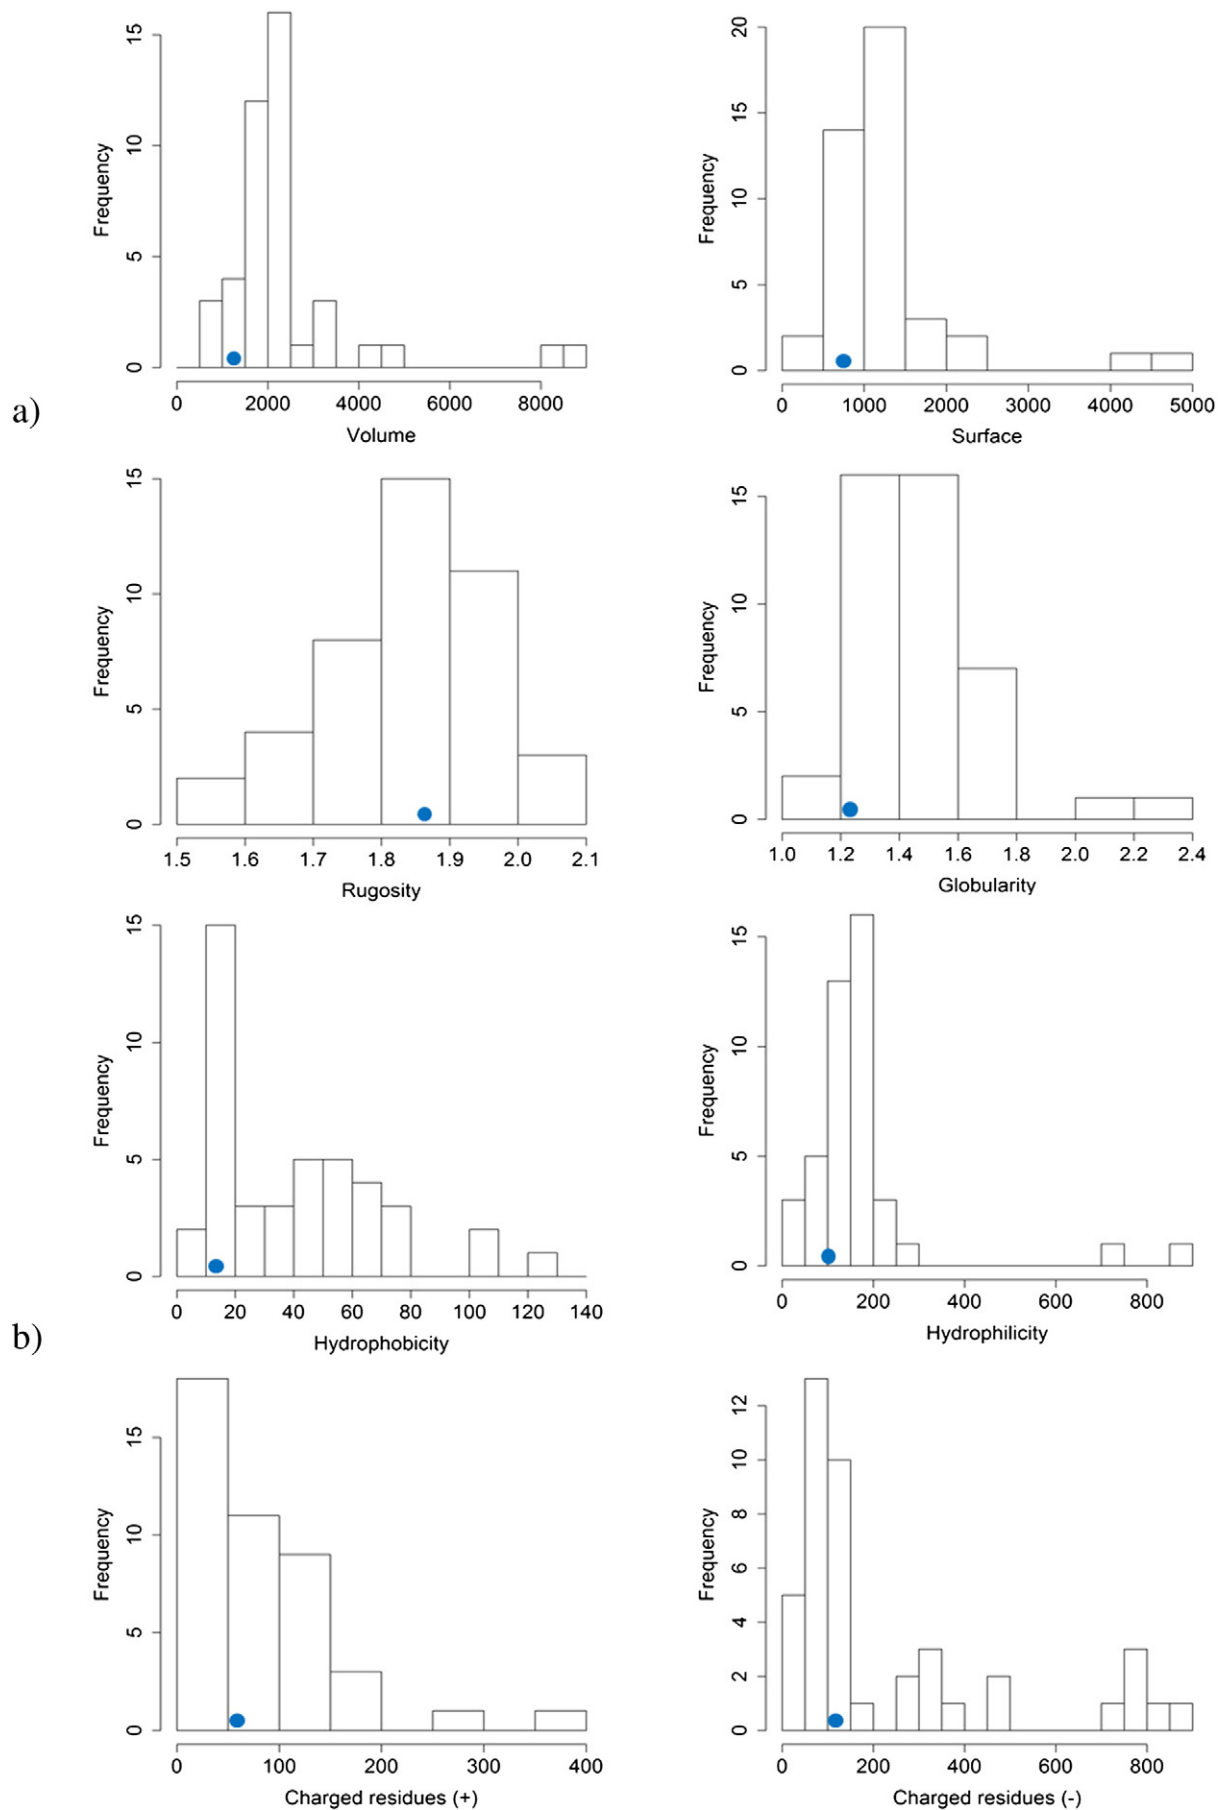 15
10
5
0
Frequency
0 2000 4000 6000 8000
Volume
20
15
10
5
0
Frequency
0 1000 2000 3000 4000 5000
Surface
a)
15
10
5
0
Frequency
1.5 1.6 1.7 1.8 1.9 2.0 2.1
Rugosity
15
10
5
0
Frequency
1.0 1.2 1.4 1.6 1.8 2.0 2.2 2.4
Globularity
15
10
5
0
Frequency
0 20 40 60 80 100 120 140
Hydrophobicity
15
10
5
0
Frequency
0 200 400 600 800
Hydrophilicity
b)
15
10
5
0
Frequency
0 100 200 300 400
Charged residues (+)
12
10
8
6
4
2
0
Frequency
0 200 400 600 800
Charged residues (-)